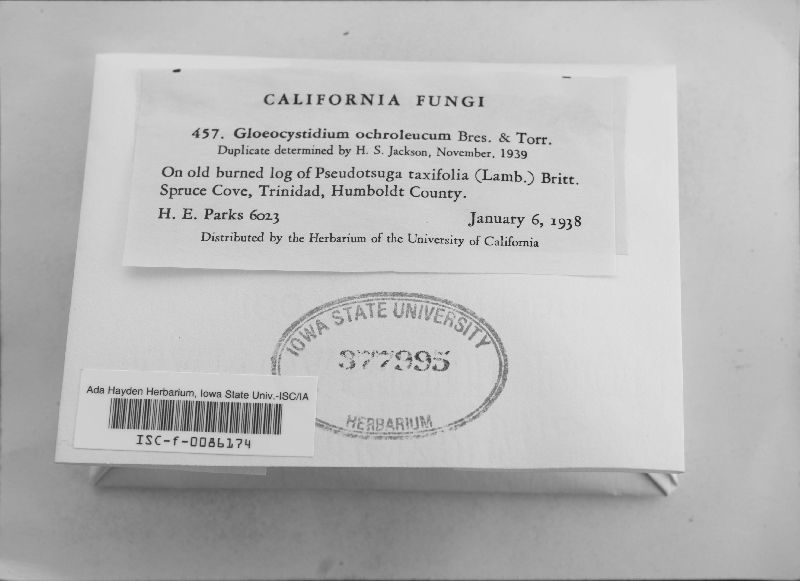 CALIFORNIA FUNGI
457. Gloeocystidium ochroleucum Bres. & Torr.
Duplicate determined by H. S. Jackson, November, 1939
On old burned log of Pseudotsuga taxifolia (Lamb.) Britt.
Spruce Cove, Trinidad, Humboldt County.
H. E. Parks 6023 January 6, 1938
Distributed by the Herbarium of the University of California
IOWA STATE UNIVERSITY
377995
HERBARIUM
Ada Hayden Herbarium, Iowa State Univ.-ISC/IA
ISC-f-0086174